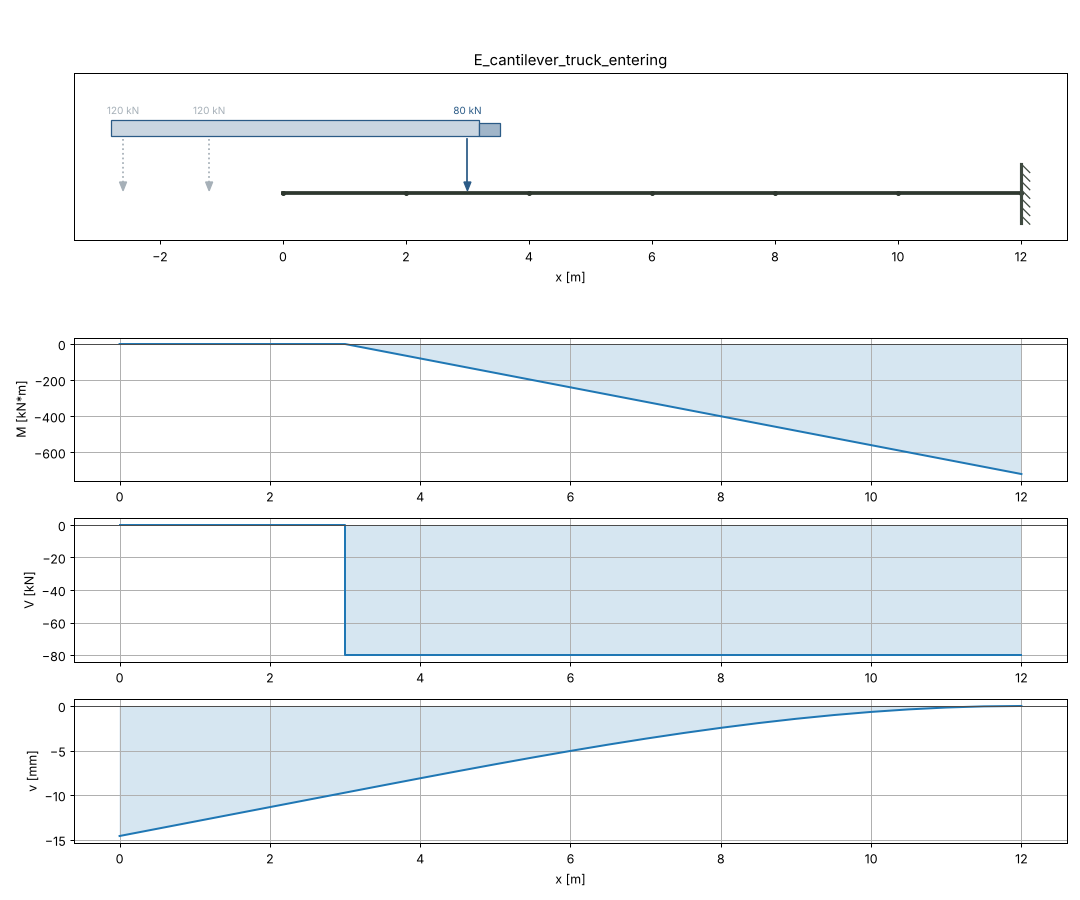 E_cantilever_truck_entering
120 kN 120 kN 80 kN
−2 0 2 4 6 8 10 12
x [m]
0
−200
−400
−600
M [kN*m]
0 2 4 6 8 10 12
0
−20
−40
−60
−80
V [kN]
0 2 4 6 8 10 12
0
−5
−10
−15
v [mm]
0 2 4 6 8 10 12
x [m]